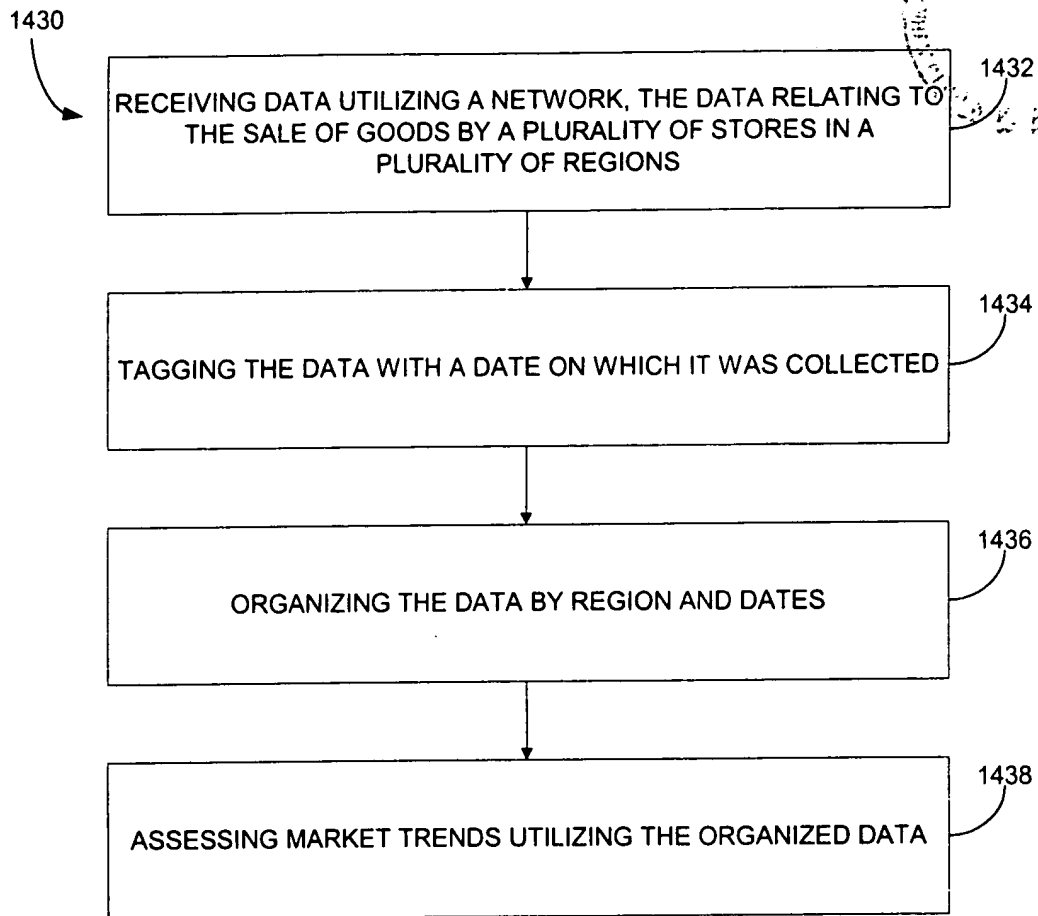 1430
1432
RECEIVING DATA UTILIZING A NETWORK, THE DATA RELATING TO
THE SALE OF GOODS BY A PLURALITY OF STORES IN A
PLURALITY OF REGIONS
1434
TAGGING THE DATA WITH A DATE ON WHICH IT WAS COLLECTED
1436
ORGANIZING THE DATA BY REGION AND DATES
1438
ASSESSING MARKET TRENDS UTILIZING THE ORGANIZED DATA